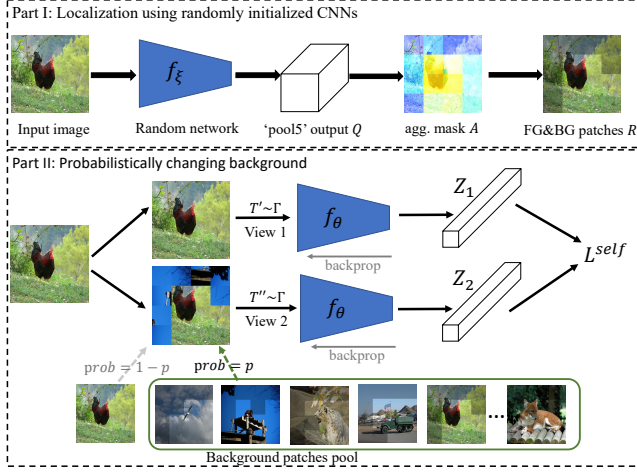 Part I: Localization using randomly initialized CNNs
f_ξ
Input image
Random network
‘pool5’ output Q
agg. mask A
FG&BG patches R
Part II: Probabilistically changing background
T′~Γ
View 1
f_θ
Z_1
backprop
L^self
T″~Γ
View 2
f_θ
Z_2
backprop
prob = 1 − p
prob = p
...
Background patches pool